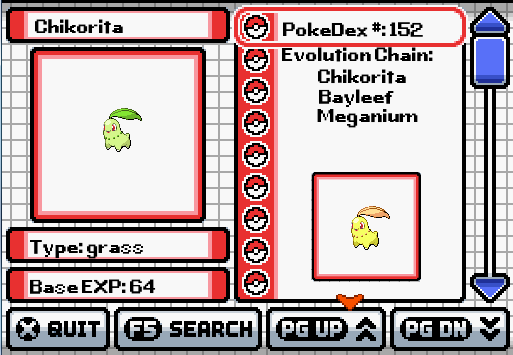 Chikorita
PokeDex #:152
Evolution Chain:
Chikorita
Bayleef
Meganium
Type:grass
Base EXP:64
X QUIT
F5 SEARCH
PG UP
PG DN